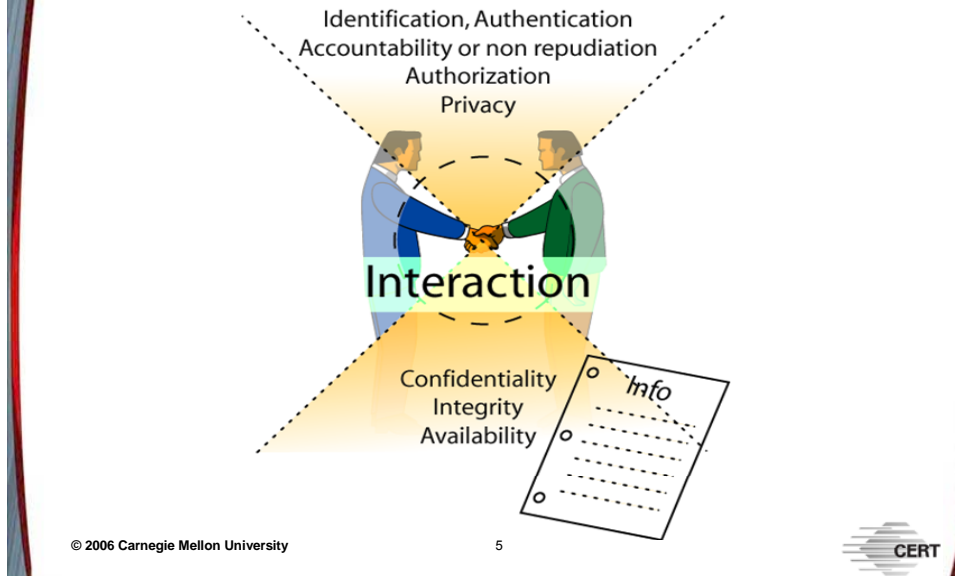 Identification, Authentication
Accountability or non repudiation
Authorization
Privacy
Interaction
Confidentiality
Integrity
Availability
Info
© 2006 Carnegie Mellon University
5
CERT